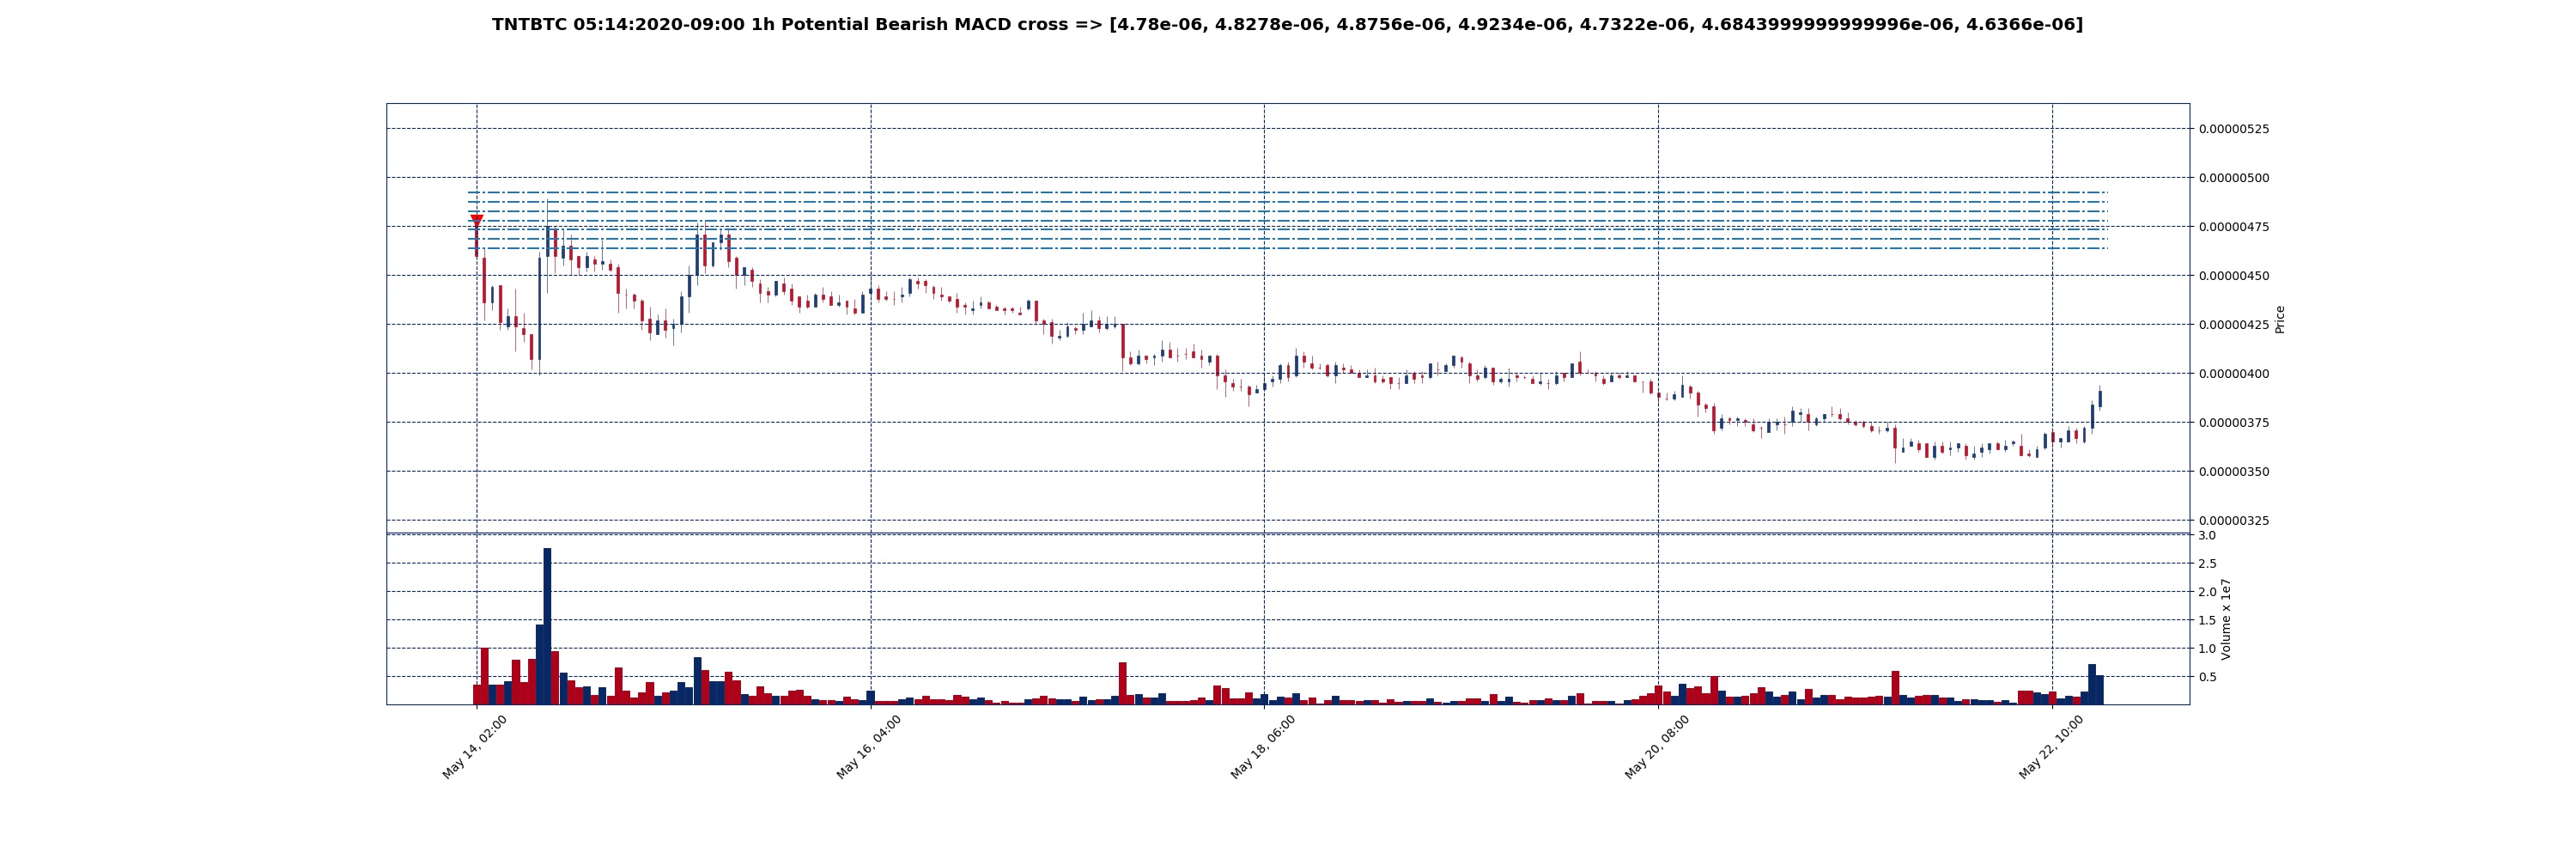 TNTBTC 05:14:2020-09:00 1h Potential Bearish MACD cross => [4.78e-06, 4.8278e-06, 4.8756e-06, 4.9234e-06, 4.7322e-06, 4.6843999999999996e-06, 4.6366e-06]
0.00000525
0.00000500
0.00000475
0.00000450
0.00000425
Price
0.00000400
0.00000375
0.00000350
0.00000325
3.0
2.5
2.0
1.5
1.0
0.5
Volume x 1e7
May 14, 02:00
May 16, 04:00
May 18, 06:00
May 20, 08:00
May 22, 10:00